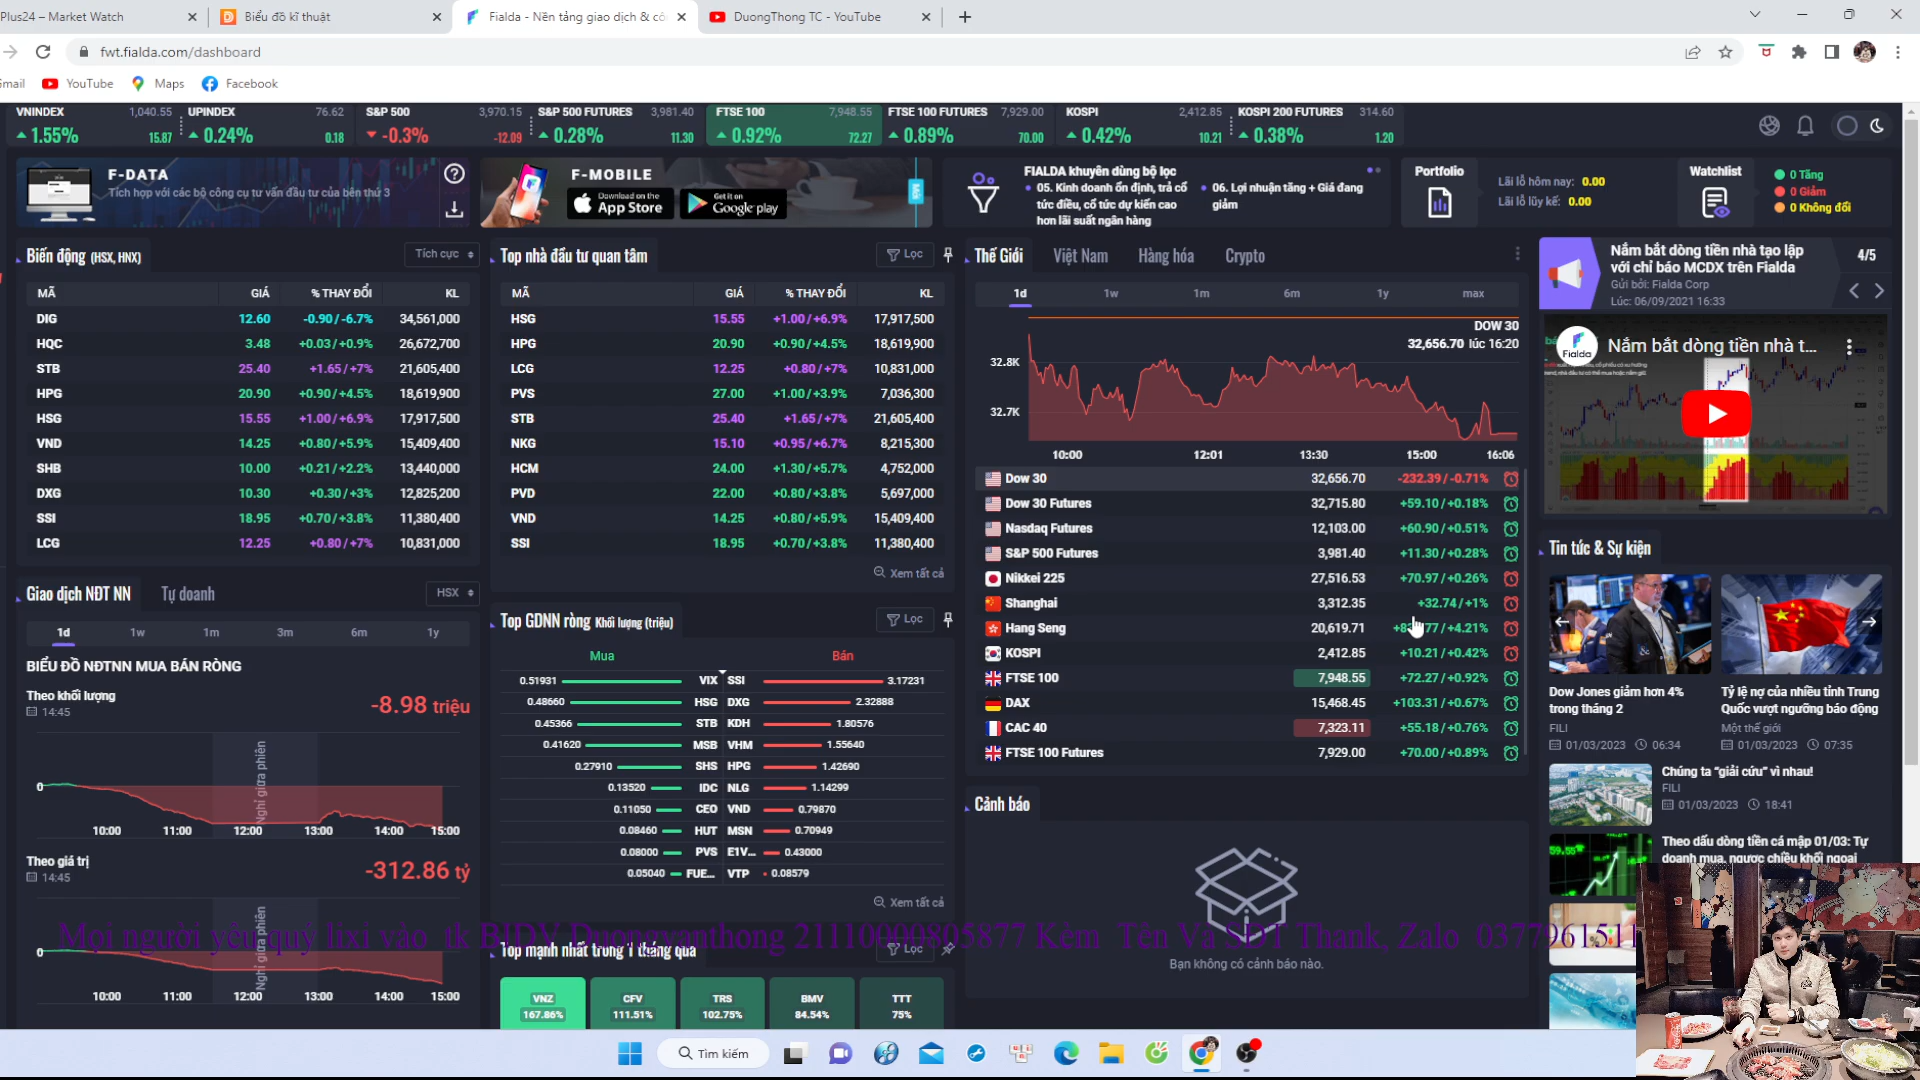 Plus24 – Market Watch
Biểu đồ kĩ thuật
Fialda - Nền tảng giao dịch & cô
DuongThong TC - YouTube
fwt.fialda.com/dashboard
YouTube
Maps
Facebook
VNINDEX 1,040.55
1.55% 15.87
UPINDEX 76.62
0.24% 0.18
S&P 500 3,970.15
-0.3% -12.09
S&P 500 FUTURES 3,981.40
0.28% 11.30
FTSE 100 7,948.55
0.92% 72.27
FTSE 100 FUTURES 7,929.00
0.89% 70.00
KOSPI 2,412.85
0.42% 10.21
KOSPI 200 FUTURES 314.60
0.38% 1.20
F-DATA
Tích hợp với các bộ công cụ tư vấn đầu tư của bên thứ 3
F-MOBILE
Download on the
App Store
Get it on
Google play
FIALDA khuyên dùng bộ lọc
05. Kinh doanh ổn định, trả cổ
tức điều, cổ tức dự kiến cao
hơn lãi suất ngân hàng
06. Lợi nhuận tăng + Giá đang
giảm
Portfolio
Lãi lỗ hôm nay: 0.00
Lãi lỗ lũy kế: 0.00
Watchlist
0 Tăng
0 Giảm
0 Không đổi
Biến động (HSX, HNX)
Tích cực
MÃ GIÁ % THAY ĐỔI KL
DIG 12.60 -0.90/-6.7% 34,561,000
HQC 3.48 +0.03/+0.9% 26,672,700
STB 25.40 +1.65/+7% 21,605,400
HPG 20.90 +0.90/+4.5% 18,619,900
HSG 15.55 +1.00/+6.9% 17,917,500
VND 14.25 +0.80/+5.9% 15,409,400
SHB 10.00 +0.21/+2.2% 13,440,000
DXG 10.30 +0.30/+3% 12,825,200
SSI 18.95 +0.70/+3.8% 11,380,400
LCG 12.25 +0.80/+7% 10,831,000
Top nhà đầu tư quan tâm
Lọc
MÃ GIÁ % THAY ĐỔI KL
HSG 15.55 +1.00/+6.9% 17,917,500
HPG 20.90 +0.90/+4.5% 18,619,900
LCG 12.25 +0.80/+7% 10,831,000
PVS 27.00 +1.00/+3.9% 7,036,300
STB 25.40 +1.65/+7% 21,605,400
NKG 15.10 +0.95/+6.7% 8,215,300
HCM 24.00 +1.30/+5.7% 4,752,000
PVD 22.00 +0.80/+3.8% 5,697,000
VND 14.25 +0.80/+5.9% 15,409,400
SSI 18.95 +0.70/+3.8% 11,380,400
Xem tất cả
Thế Giới Việt Nam Hàng hóa Crypto
1d 1w 1m 6m 1y max
DOW 30
32,656.70 lúc 16:20
32.8K
32.7K
10:00 12:01 13:30 15:00 16:06
Dow 30 32,656.70 -232.39/-0.71%
Dow 30 Futures 32,715.80 +59.10/+0.18%
Nasdaq Futures 12,103.00 +60.90/+0.51%
S&P 500 Futures 3,981.40 +11.30/+0.28%
Nikkei 225 27,516.53 +70.97/+0.26%
Shanghai 3,312.35 +32.74/+1%
Hang Seng 20,619.71 /+4.21%
KOSPI 2,412.85 +10.21/+0.42%
FTSE 100 7,948.55 +72.27/+0.92%
DAX 15,468.45 +103.31/+0.67%
CAC 40 7,323.11 +55.18/+0.76%
FTSE 100 Futures 7,929.00 +70.00/+0.89%
Nắm bắt dòng tiền nhà tạo lập
với chỉ báo MCDX trên Fialda
Gửi bởi: Fialda Corp
Lúc: 06/09/2021 16:33
4/5
Fialda
Nắm bắt dòng tiền nhà t...
Tin tức & Sự kiện
Dow Jones giảm hơn 4%
trong tháng 2
FILI
01/03/2023 06:34
Tỷ lệ nợ của nhiều tỉnh Trung
Quốc vượt ngưỡng báo động
Một thế giới
01/03/2023 07:35
Chúng ta "giải cứu" vì nhau!
FILI
01/03/2023 18:41
Theo dấu dòng tiền cá mập 01/03: Tự
doanh mua, ngược chiều khối ngoại
Giao dịch NĐT NN Tự doanh
HSX
1d 1w 1m 3m 6m 1y
BIỂU ĐỒ NĐTNN MUA BÁN RÒNG
Theo khối lượng
14:45
-8.98 triệu
0
Nghỉ giữa phiên
10:00 11:00 12:00 13:00 14:00 15:00
Theo giá trị
14:45
-312.86 tỷ
0
Nghỉ giữa phiên
10:00 11:00 12:00 13:00 14:00 15:00
Top GDNN ròng Khối lượng (triệu)
Lọc
Mua Bán
0.51931 VIX SSI 3.17231
0.48660 HSG DXG 2.32888
0.45366 STB KDH 1.80576
0.41620 MSB VHM 1.55640
0.27910 SHS HPG 1.42690
0.13520 IDC NLG 1.14299
0.11050 CEO VND 0.79870
0.08460 HUT MSN 0.70949
0.08000 PVS E1V... 0.43000
0.05040 FUE... VTP 0.08579
Xem tất cả
Cảnh báo
Bạn không có cảnh báo nào.
Mọi người yêu quý lixi vào tk BIDV Duongvanthong 21110000805877 Kèm Tên Và SĐT Thank, Zalo
Top mạnh nhất trong 1 tháng qua
Lọc
VNZ
167.86%
CFV
111.51%
TRS
102.75%
BMV
84.54%
TTT
75%
Tìm kiếm